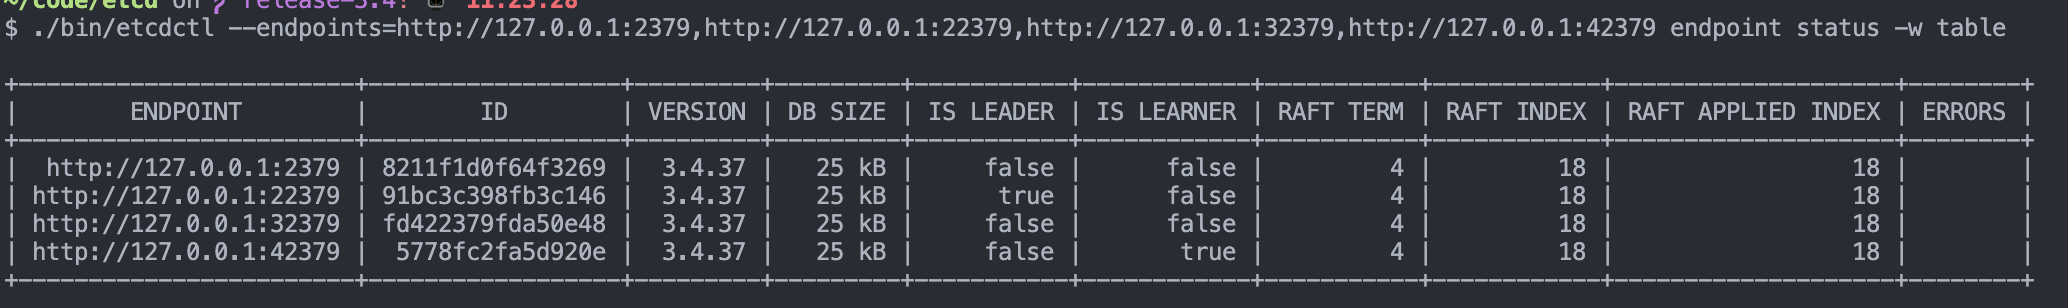 ~/code/etcd on release-3.4! 11:23:28
$ ./bin/etcdctl --endpoints=http://127.0.0.1:2379,http://127.0.0.1:22379,http://127.0.0.1:32379,http://127.0.0.1:42379 endpoint status -w table
+------------------------+------------------+---------+---------+-----------+------------+-----------+------------+--------------------+--------+
| ENDPOINT | ID | VERSION | DB SIZE | IS LEADER | IS LEARNER | RAFT TERM | RAFT INDEX | RAFT APPLIED INDEX | ERRORS |
+------------------------+------------------+---------+---------+-----------+------------+-----------+------------+--------------------+--------+
| http://127.0.0.1:2379 | 8211f1d0f64f3269 | 3.4.37 | 25 kB | false | false | 4 | 18 | 18 | |
| http://127.0.0.1:22379 | 91bc3c398fb3c146 | 3.4.37 | 25 kB | true | false | 4 | 18 | 18 | |
| http://127.0.0.1:32379 | fd422379fda50e48 | 3.4.37 | 25 kB | false | false | 4 | 18 | 18 | |
| http://127.0.0.1:42379 | 5778fc2fa5d920e | 3.4.37 | 25 kB | false | true | 4 | 18 | 18 | |
+------------------------+------------------+---------+---------+-----------+------------+-----------+------------+--------------------+--------+